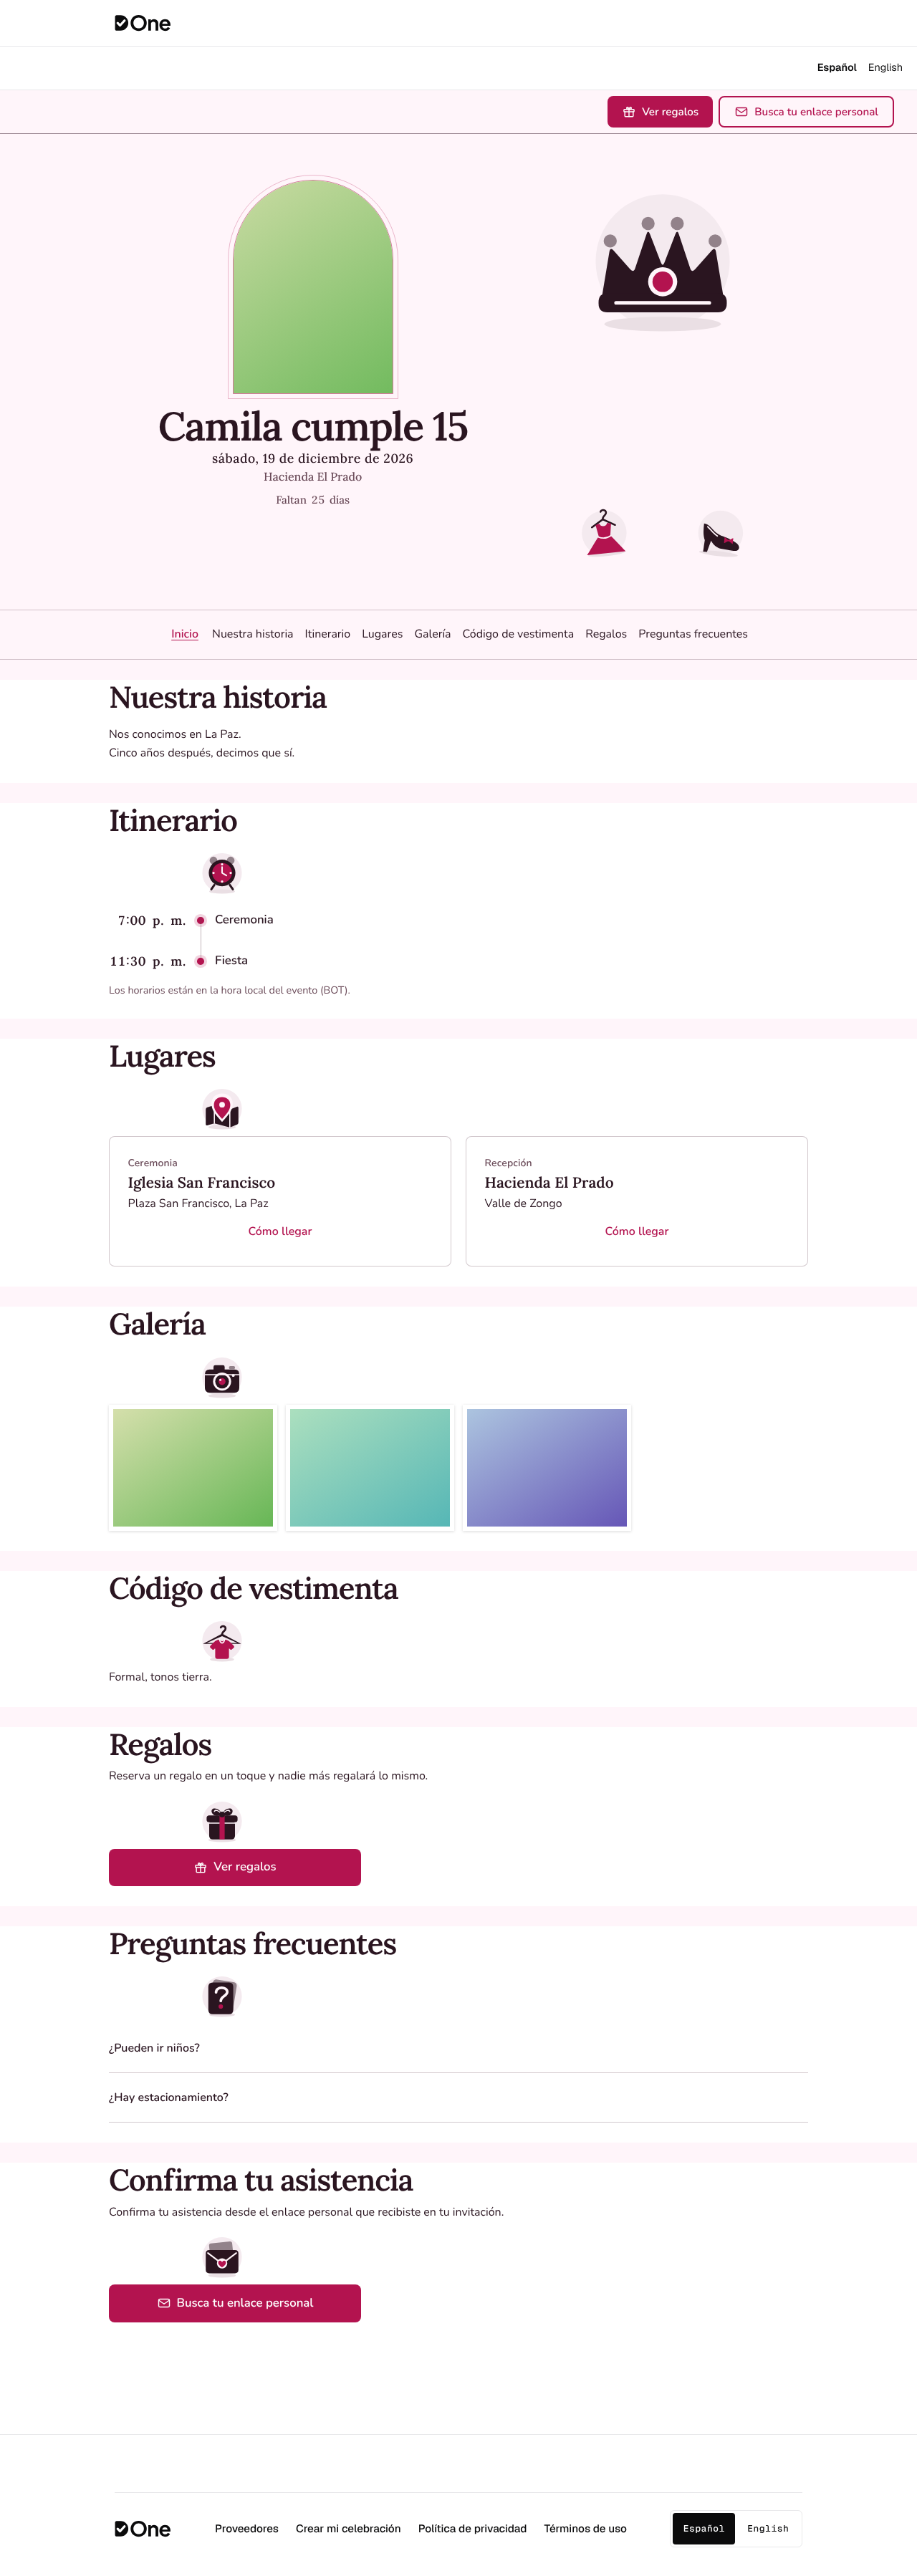 One
Español English
Ver regalos Busca tu enlace personal
Camila cumple 15
sábado, 19 de diciembre de 2026
Hacienda El Prado
Faltan 25 días
Inicio Nuestra historia Itinerario Lugares Galería Código de vestimenta Regalos Preguntas frecuentes
Nuestra historia
Nos conocimos en La Paz.
Cinco años después, decimos que sí.
Itinerario
7:00 p. m. Ceremonia
11:30 p. m. Fiesta
Los horarios están en la hora local del evento (BOT).
Lugares
Ceremonia
Iglesia San Francisco
Plaza San Francisco, La Paz
Cómo llegar
Recepción
Hacienda El Prado
Valle de Zongo
Cómo llegar
Galería
Código de vestimenta
Formal, tonos tierra.
Regalos
Reserva un regalo en un toque y nadie más regalará lo mismo.
Ver regalos
Preguntas frecuentes
?
¿Pueden ir niños?
¿Hay estacionamiento?
Confirma tu asistencia
Confirma tu asistencia desde el enlace personal que recibiste en tu invitación.
Busca tu enlace personal
One
Proveedores Crear mi celebración Política de privacidad Términos de uso
Español English